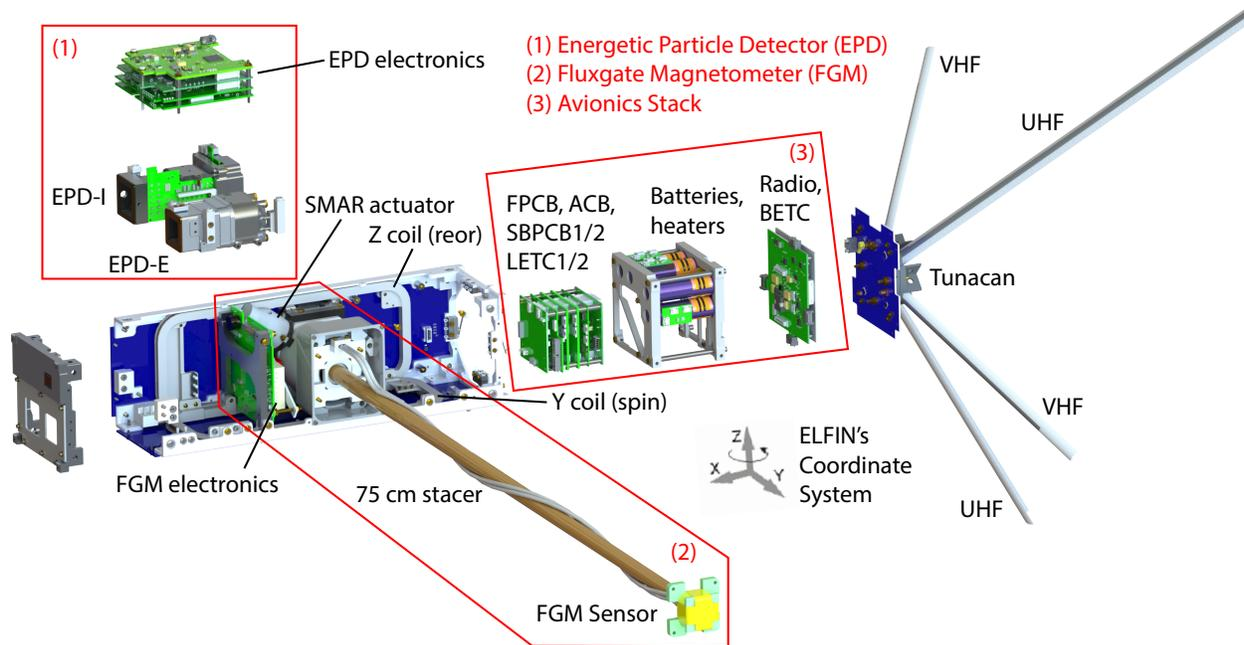 (1)
EPD electronics
EPD-I
EPD-E
(1) Energetic Particle Detector (EPD)
(2) Fluxgate Magnetometer (FGM)
(3) Avionics Stack
VHF
UHF
(3)
FPCB, ACB,
SBPCB1/2
LETC1/2
Batteries,
heaters
Radio,
BETC
SMAR actuator
Z coil (reor)
Tunacan
Y coil (spin)
VHF
UHF
FGM electronics
75 cm stacer
Z
X
Y
ELFIN's
Coordinate
System
(2)
FGM Sensor